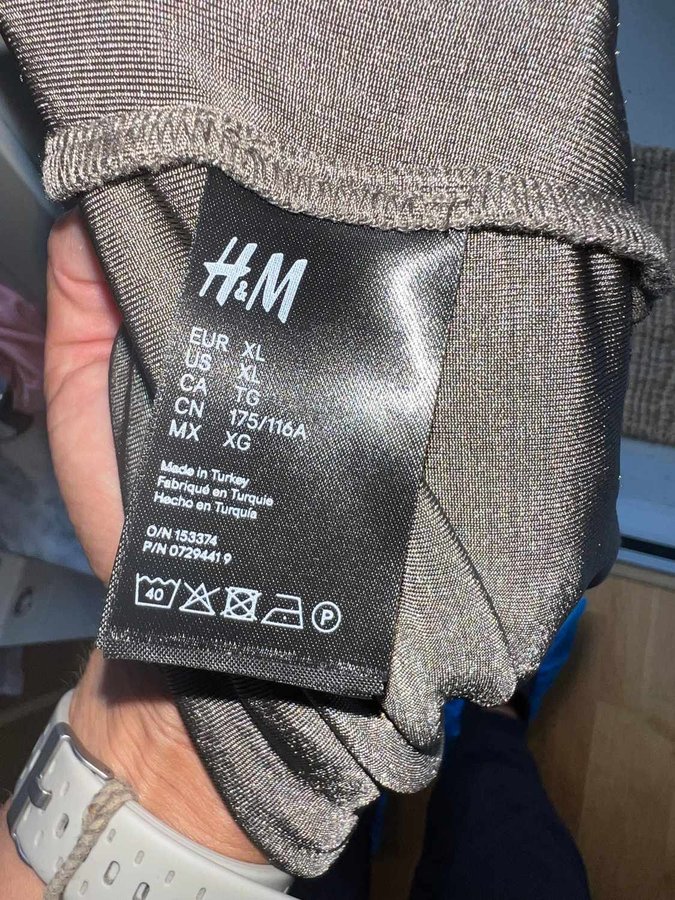 H&M
EUR XL
US XL
CA TG
CN 175/116A
MX XG
Made in Turkey
Fabriqué en Turquie
Hecho en Turquía
O/N 153374
P/N 07294419
40
P